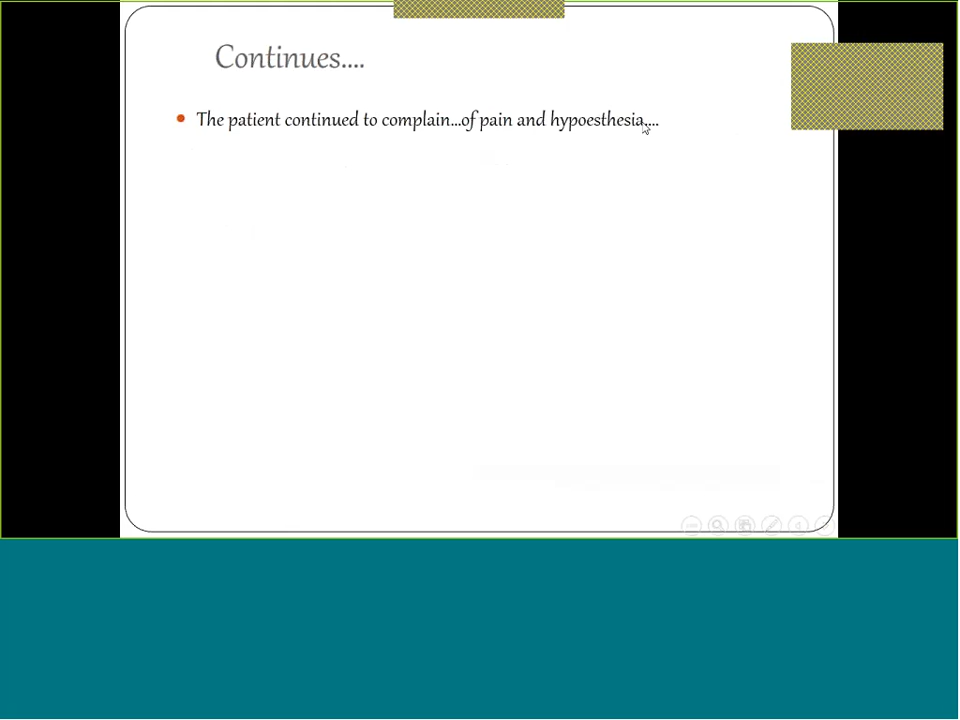 Continues....
The patient continued to complain...of pain and hypoesthesia....